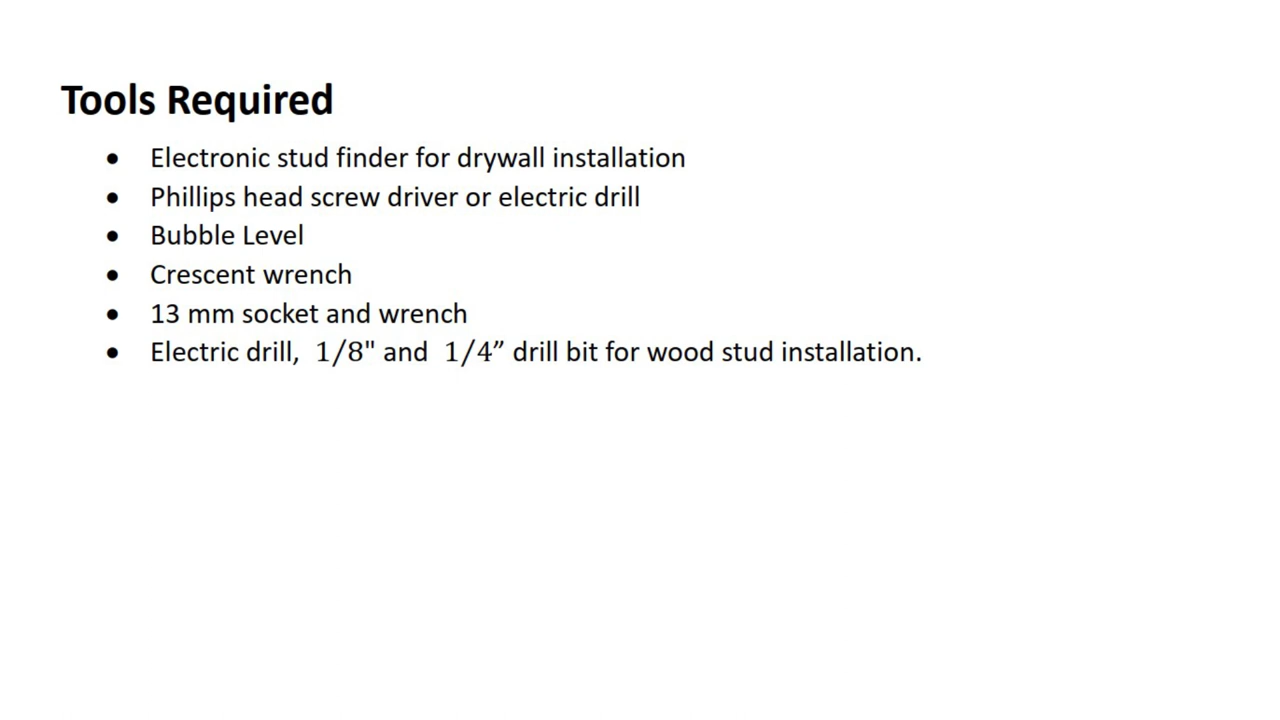 Tools Required
● Electronic stud finder for drywall installation
● Phillips head screw driver or electric drill
● Bubble Level
● Crescent wrench
● 13 mm socket and wrench
● Electric drill, 1/8" and 1/4” drill bit for wood stud installation.